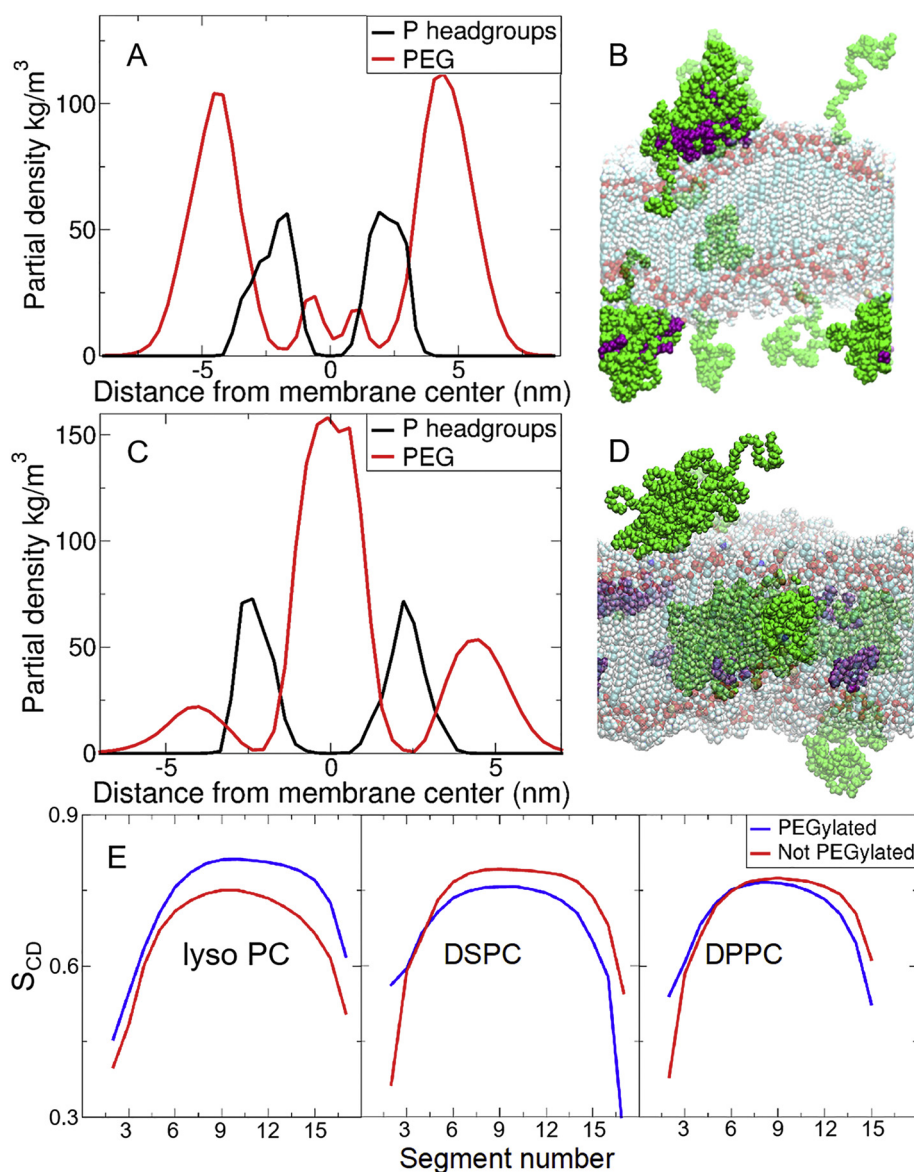 A
P headgroups
PEG
Partial density kg/m³
100
50
0
-5
0
5
Distance from membrane center (nm)
B
C
P headgroups
PEG
Partial density kg/m³
150
100
50
0
-5
0
5
Distance from membrane center (nm)
D
E
PEGylated
Not PEGylated
S_CD
0.9
0.6
0.3
lyso PC
DSPC
DPPC
3 6 9 12 15
3 6 9 12 15
3 6 9 12 15
Segment number